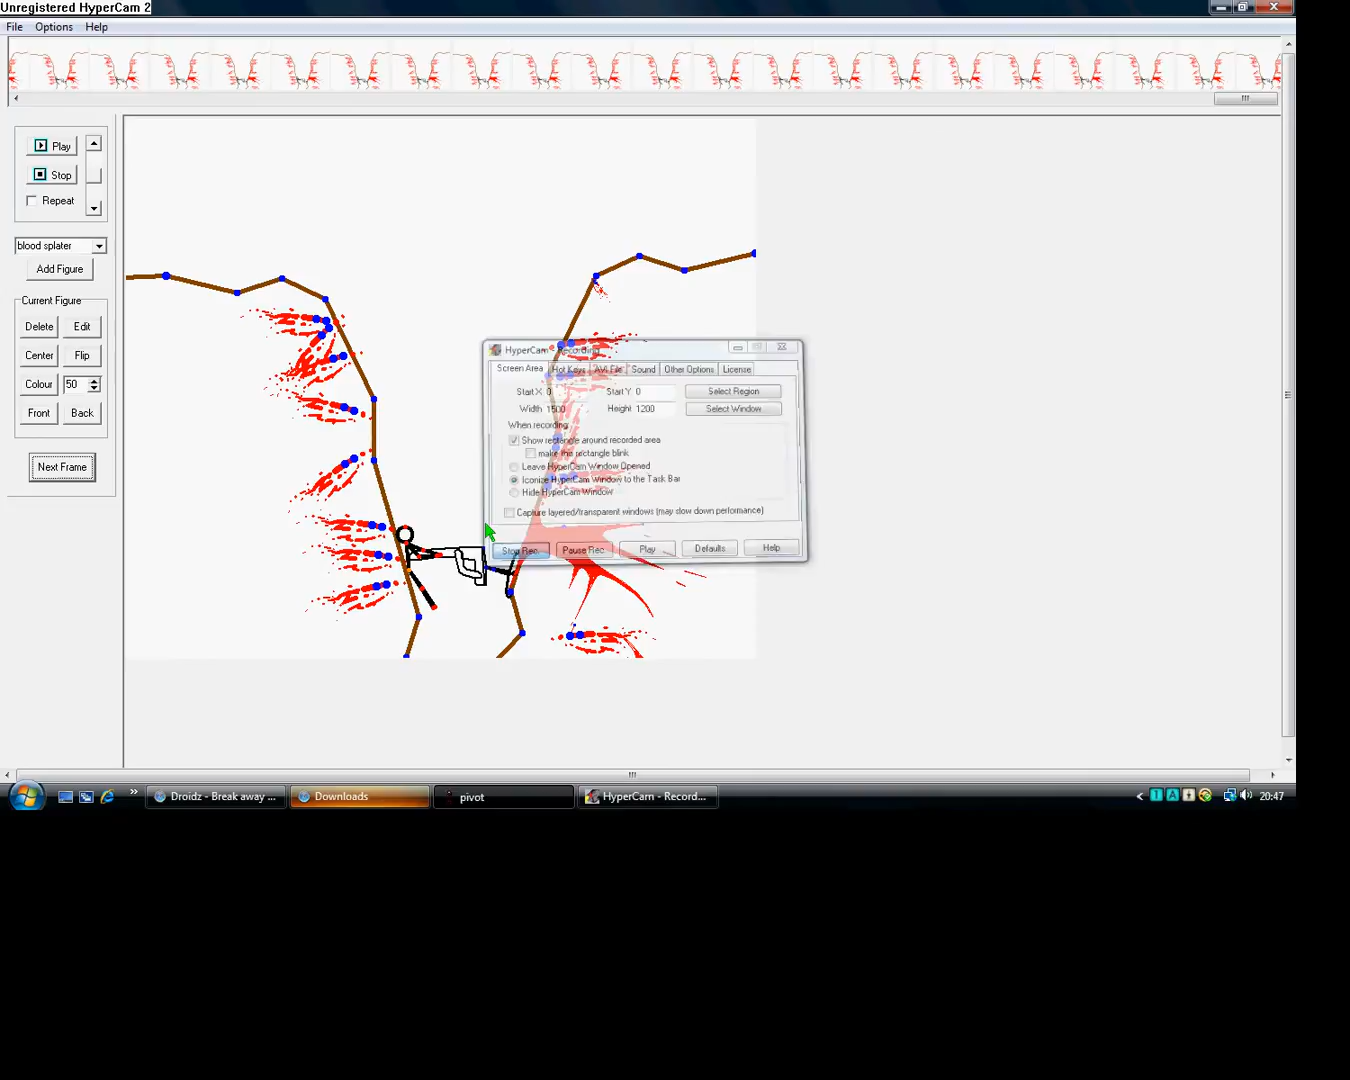 Unregistered HyperCam 2
File Options Help
Play
Stop
Repeat
blood splater
Add Figure
Current Figure
Delete Edit
Center Flip
Colour 50
Front Back
Next Frame
HyperCam - Recording
Screen Area Hot Keys AVI File Sound Other Options License
Start X 0 Start Y 0 Select Region
Width 1500 Height 1200 Select Window
When recording:
Show rectangle around recorded area
make this rectangle blink
Leave HyperCam Window Opened
Iconize HyperCam Window to the Task Bar
Hide HyperCam Window
Capture layered/transparent windows (may slow down performance)
Stop Rec. Pause Rec Play Defaults Help
Droidz - Break away ... Downloads pivot HyperCam - Record... 20:47